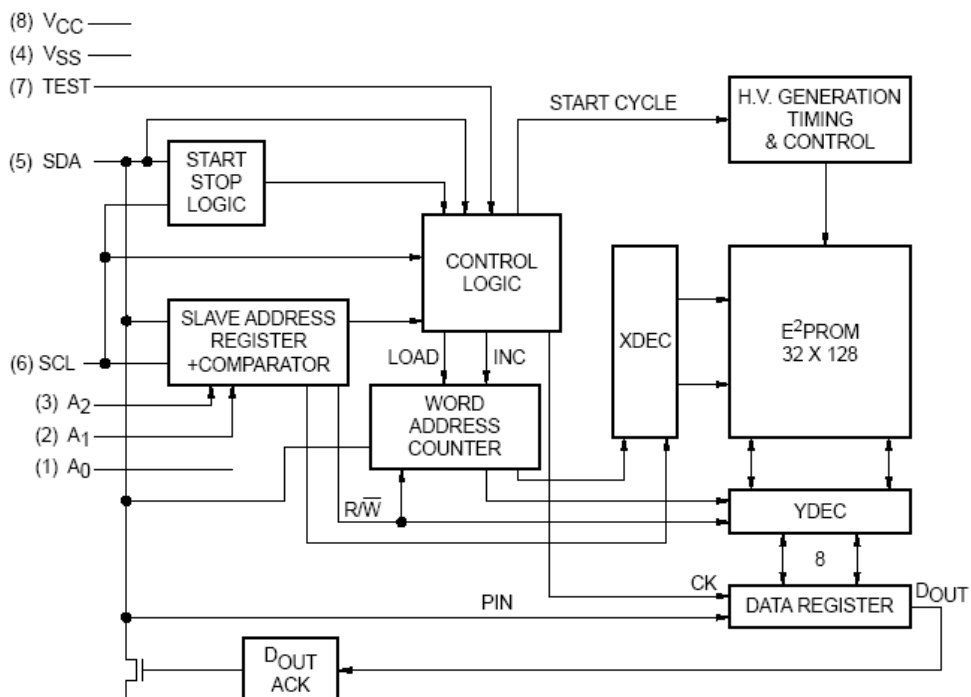 (8) VCC
(4) VSS
(7) TEST
(5) SDA
START
STOP
LOGIC
START CYCLE
H.V. GENERATION
TIMING
& CONTROL
CONTROL
LOGIC
SLAVE ADDRESS
REGISTER
+COMPARATOR
(6) SCL
(3) A2
(2) A1
(1) A0
LOAD
INC
WORD
ADDRESS
COUNTER
XDEC
E²PROM
32 X 128
R/W̅
YDEC
8
CK
PIN
DATA REGISTER
DOUT
DOUT
ACK